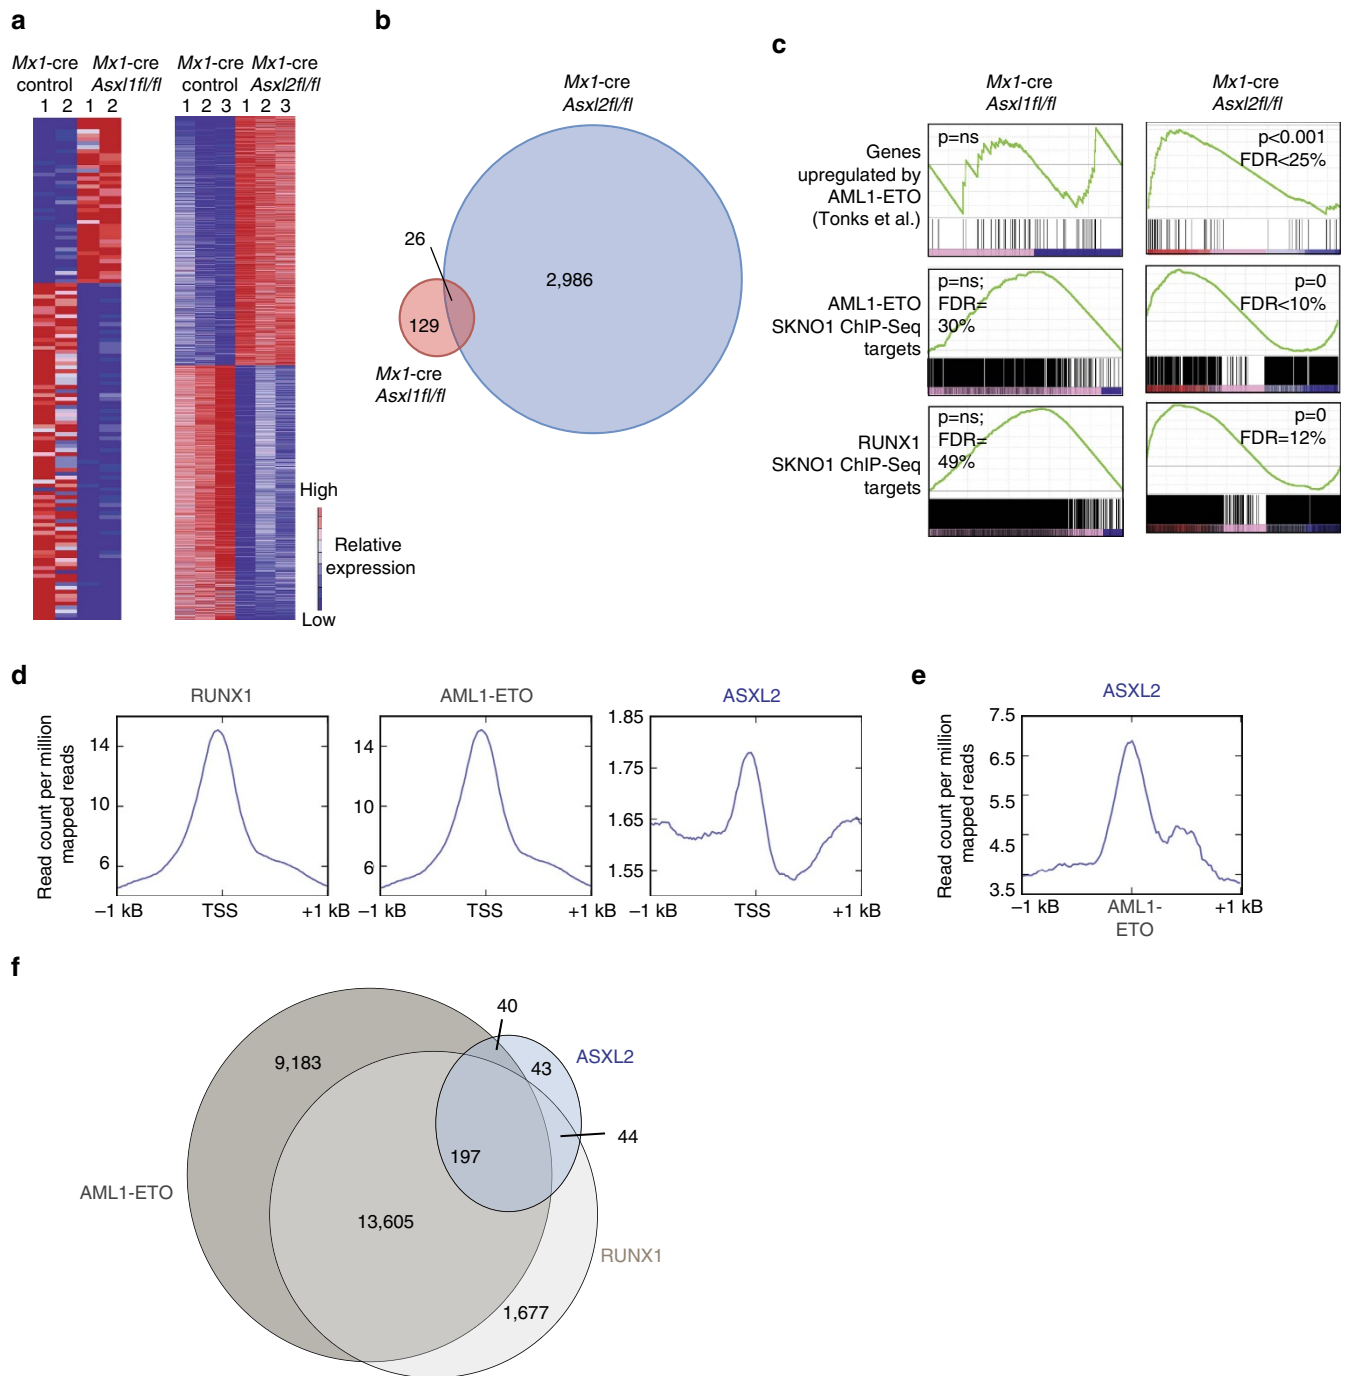 a
Mx1-cre Mx1-cre
control Asxl1fl/fl
1 2 1 2
Mx1-cre Mx1-cre
control Asxl2fl/fl
1 2 3 1 2 3
High
Relative
expression
Low
b
Mx1-cre
Asxl2fl/fl
26
2,986
129
Mx1-cre
Asxl1fl/fl
c
Mx1-cre
Asxl1fl/fl
Mx1-cre
Asxl2fl/fl
Genes
upregulated by
AML1-ETO
(Tonks et al.)
p=ns
p<0.001
FDR<25%
AML1-ETO
SKNO1 ChIP-Seq
targets
p=ns;
FDR=
30%
p=0
FDR<10%
RUNX1
SKNO1 ChIP-Seq
targets
p=ns;
FDR=
49%
p=0
FDR=12%
d
RUNX1
Read count per million
mapped reads
14
10
6
−1 kB TSS +1 kB
AML1-ETO
14
10
6
−1 kB TSS +1 kB
ASXL2
1.85
1.75
1.65
1.55
−1 kB TSS +1 kB
e
ASXL2
Read count per million
mapped reads
7.5
6.5
5.5
4.5
3.5
−1 kB AML1- +1 kB
ETO
f
40
9,183
43
ASXL2
44
197
AML1-ETO
13,605
RUNX1
1,677